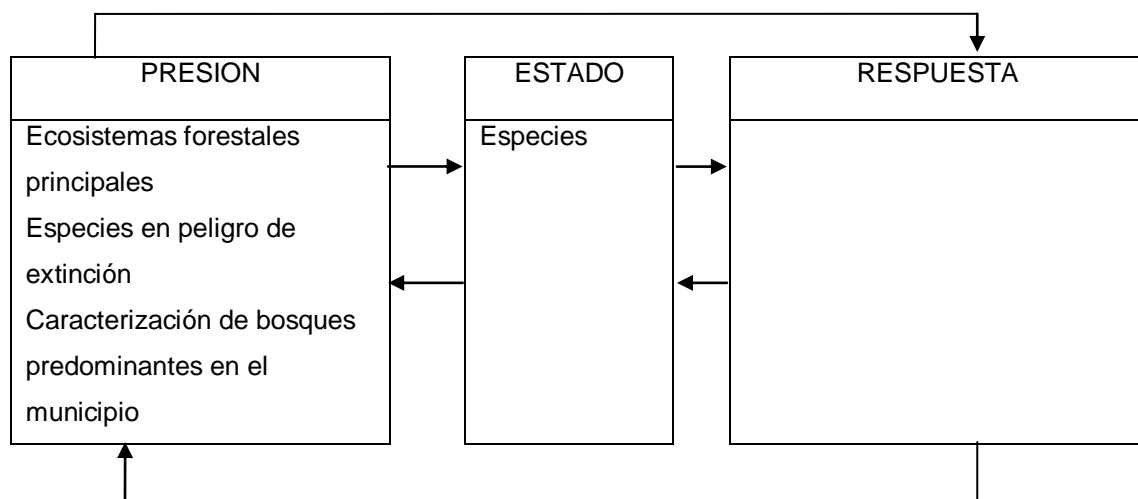 PRESION
Ecosistemas forestales
principales
Especies en peligro de
extinción
Caracterización de bosques
predominantes en el
municipio
ESTADO
Especies
RESPUESTA